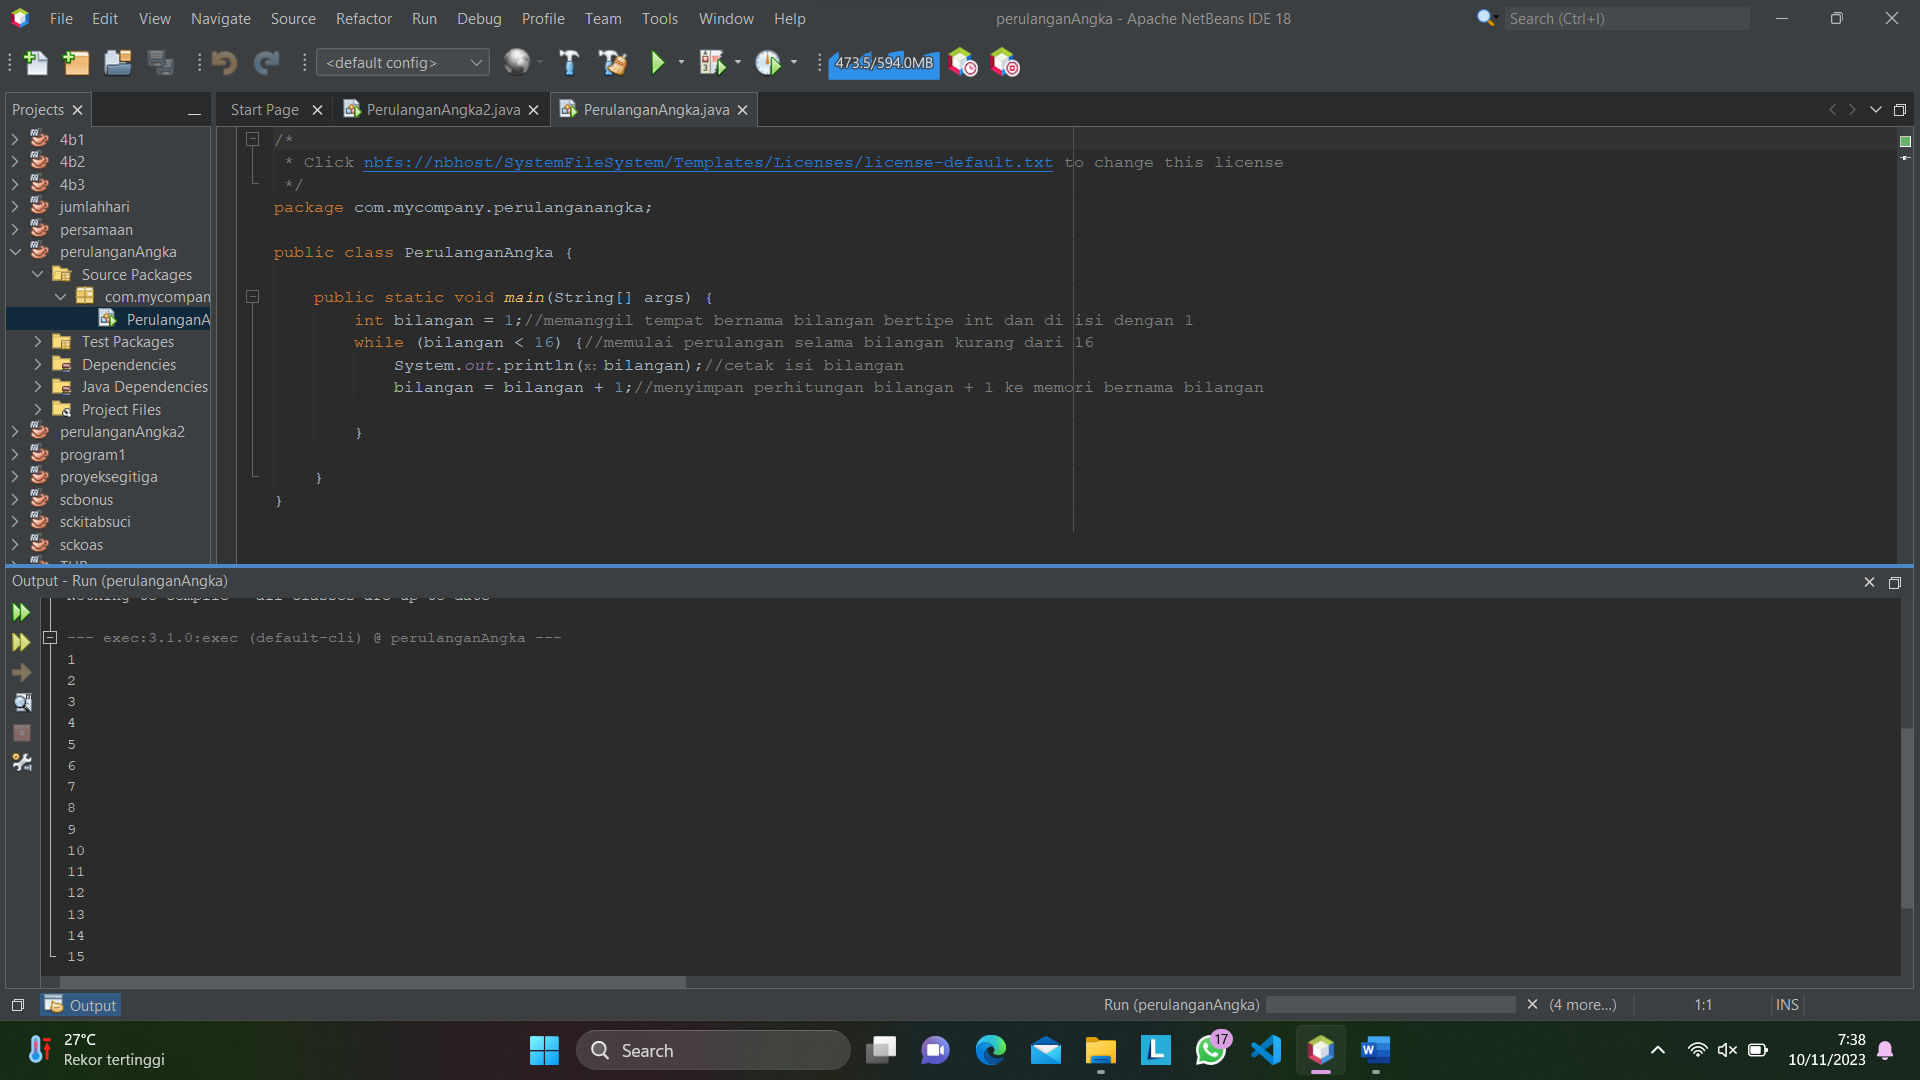 File Edit View Navigate Source Refactor Run Debug Profile Team Tools Window Help perulanganAngka - Apache NetBeans IDE 18 Search (Ctrl+I)
<default config> 473.5/594.0MB
Projects Start Page PerulanganAngka2.java PerulanganAngka.java
4b1
4b2
4b3
jumlahhari
persamaan
perulanganAngka
Source Packages
com.mycompan
PerulanganA
Test Packages
Dependencies
Java Dependencies
Project Files
perulanganAngka2
program1
proyeksegitiga
scbonus
sckitabsuci
sckoas
/*
* Click nbfs://nbhost/SystemFileSystem/Templates/Licenses/license-default.txt to change this license
*/
package com.mycompany.perulanganangka;
public class PerulanganAngka {
public static void main(String[] args) {
int bilangan = 1;//memanggil tempat bernama bilangan bertipe int dan di isi dengan 1
while (bilangan < 16) {//memulai perulangan selama bilangan kurang dari 16
System.out.println(x: bilangan);//cetak isi bilangan
bilangan = bilangan + 1;//menyimpan perhitungan bilangan + 1 ke memori bernama bilangan
}
}
}
Output - Run (perulanganAngka)
--- exec:3.1.0:exec (default-cli) @ perulanganAngka ---
1
2
3
4
5
6
7
8
9
10
11
12
13
14
15
Output Run (perulanganAngka) (4 more...) 1:1 INS
27°C
Rekor tertinggi
Search
17
7:38
10/11/2023